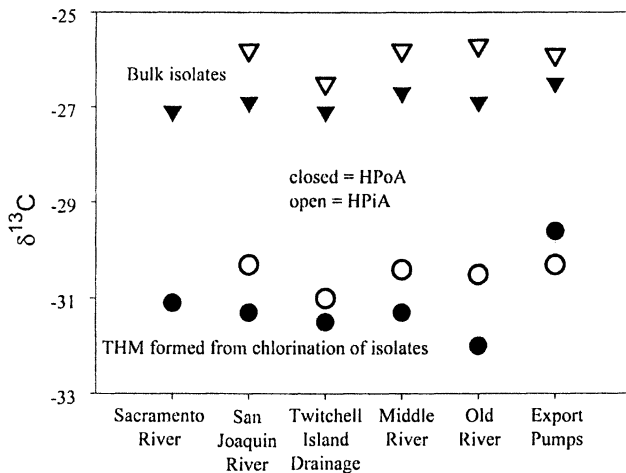 -25
Bulk isolates
-27
closed = HPoA
open = HPiA
δ13C
-29
-31
THM formed from chlorination of isolates
-33
Sacramento River
San Joaquin River
Twitchell Island Drainage
Middle River
Old River
Export Pumps